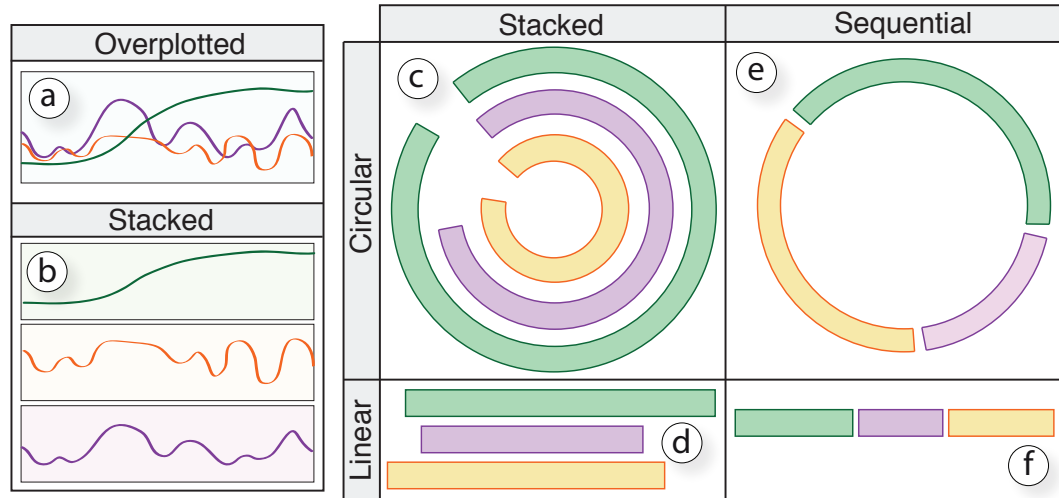 Overplotted
a
Stacked
b
Stacked
Sequential
Circular
c
e
Linear
d
f